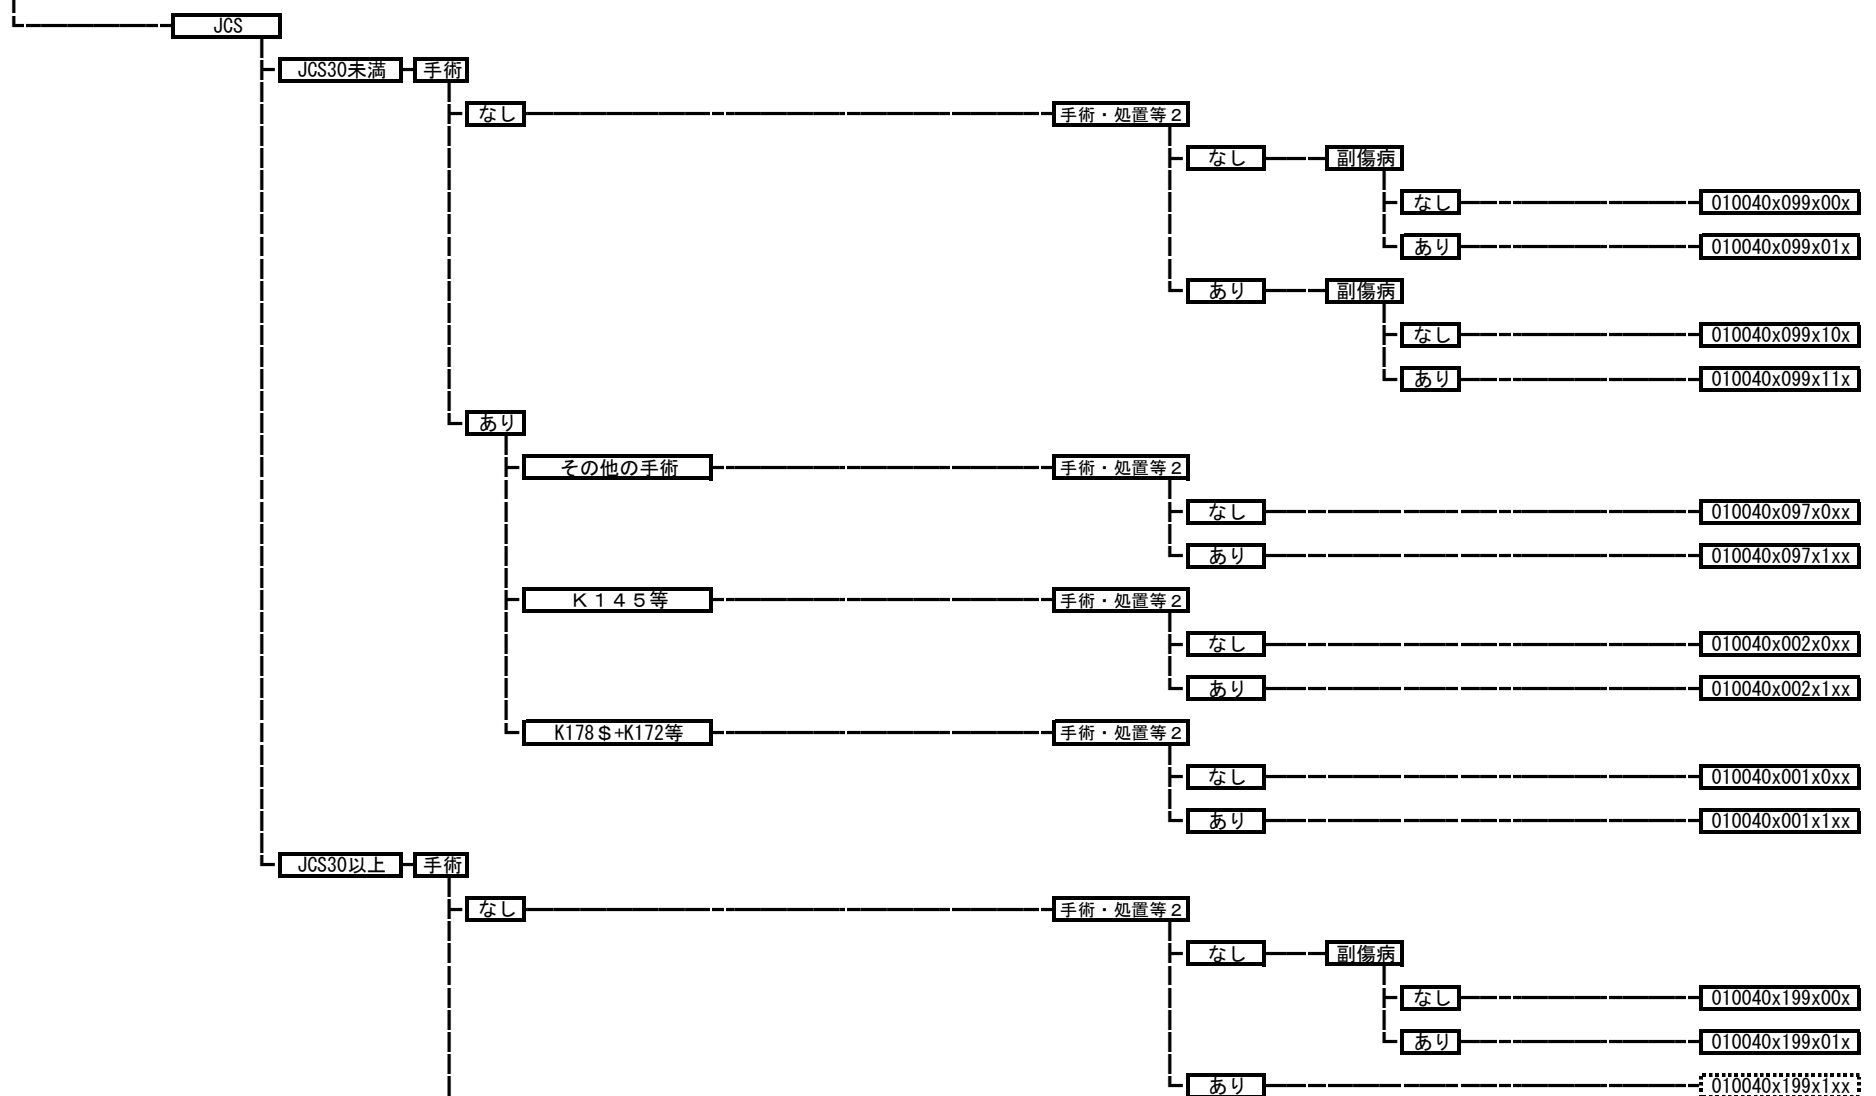 JCS
JCS30未満 手術
なし 手術・処置等２
なし 副傷病
なし 010040x099x00x
あり 010040x099x01x
あり 副傷病
なし 010040x099x10x
あり 010040x099x11x
あり
その他の手術 手術・処置等２
なし 010040x097x0xx
あり 010040x097x1xx
Ｋ１４５等 手術・処置等２
なし 010040x002x0xx
あり 010040x002x1xx
K178＄+K172等 手術・処置等２
なし 010040x001x0xx
あり 010040x001x1xx
JCS30以上 手術
なし 手術・処置等２
なし 副傷病
なし 010040x199x00x
あり 010040x199x01x
あり 010040x199x1xx